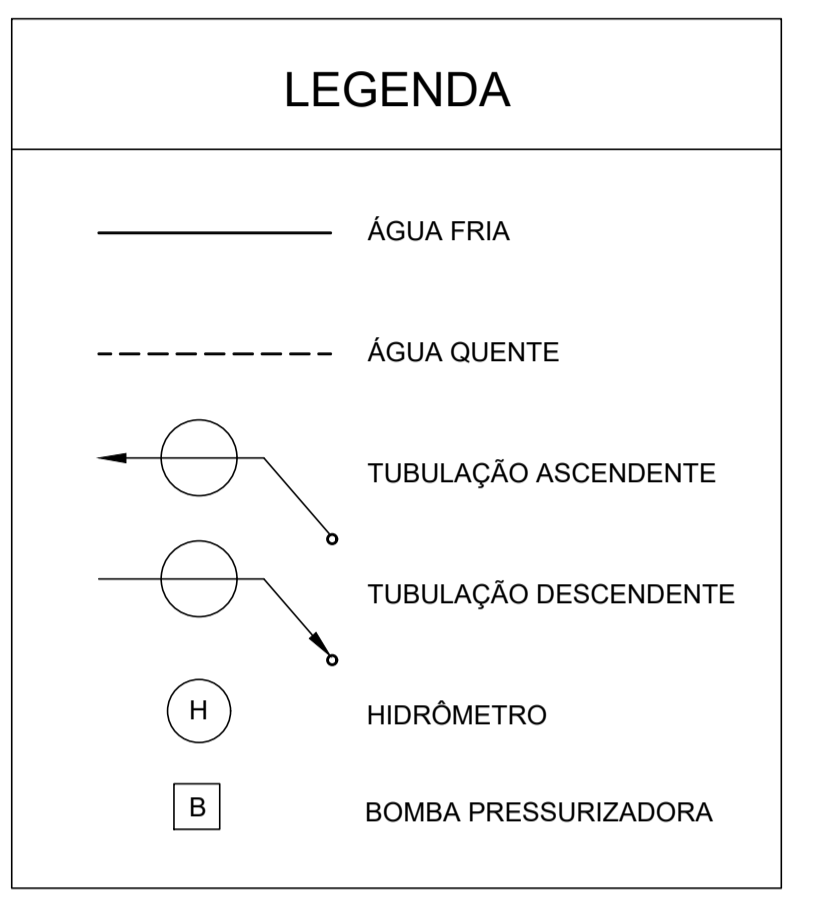 LEGENDA
ÁGUA FRIA
ÁGUA QUENTE
TUBULAÇÃO ASCENDENTE
TUBULAÇÃO DESCENDENTE
H HIDRÔMETRO
B BOMBA PRESSURIZADORA